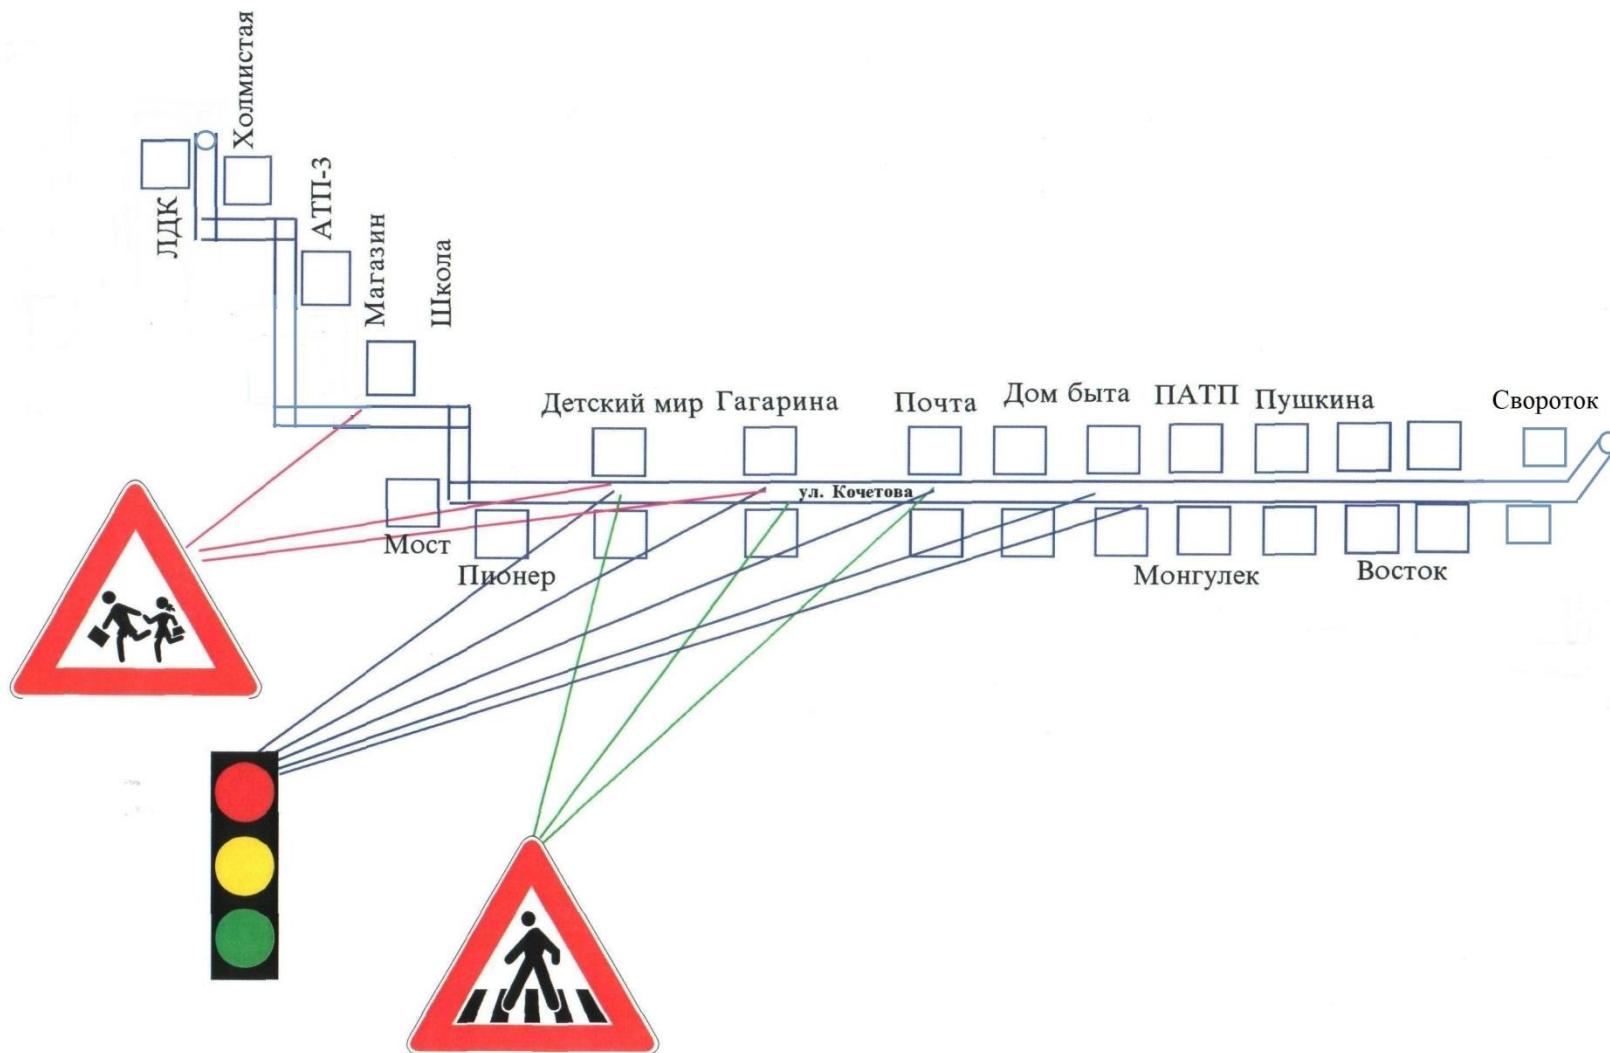 Холмистая
ЛДК
АТП-3
Магазин
Школа
Детский мир
Гагарина
Почта
Дом быта
ПАТП
Пушкина
Свороток
ул. Кочетова
Мост
Пионер
Монгулек
Восток